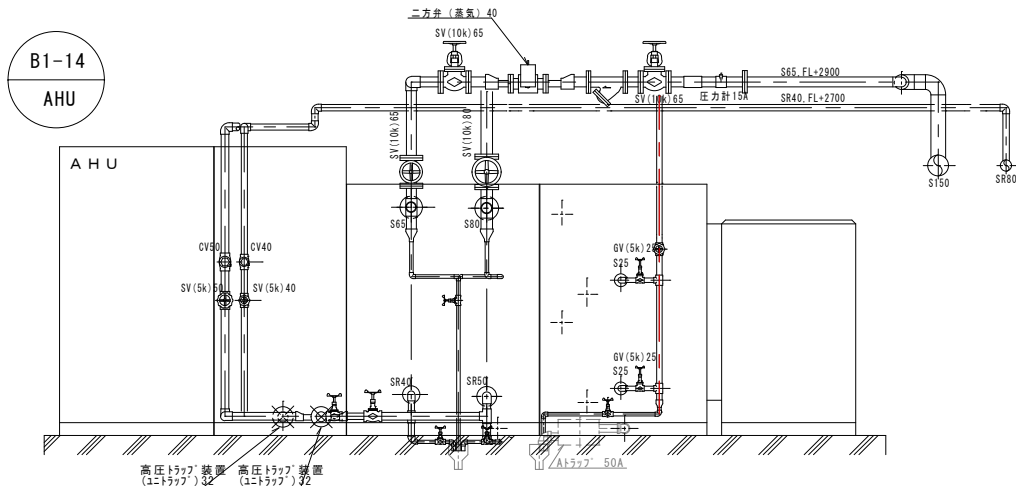 二方弁（蒸気）40
SV(10k)65
B1-14
AHU
S65,FL+2900
SV(10k)65
圧力計15A
SR40,FL+2700
SV(10k)65
SV(10k)80
AHU
S150
SR80
S65
S80
CV50
CV40
GV(5k)25
S25
SV(5k)50
SV(5k)40
GV(5k)25
S25
SR40
SR50
高圧トラップ装置
(ユニトラップ)32
高圧トラップ装置
(ユニトラップ)32
Aトラップ 50A